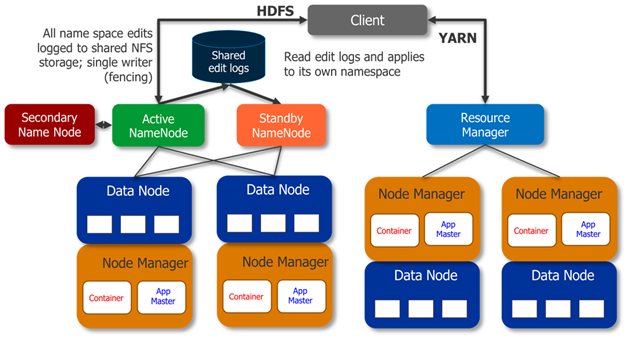 HDFS
Client
YARN
All name space edits
logged to shared NFS
storage; single writer
(fencing)
Shared
edit logs
Read edit logs and applies
to its own namespace
Secondary
Name Node
Active
NameNode
Standby
NameNode
Resource
Manager
Data Node
Data Node
Node Manager
Container
App
Master
Node Manager
Container
App
Master
Node Manager
Container
App
Master
Node Manager
Container
App
Master
Data Node
Data Node